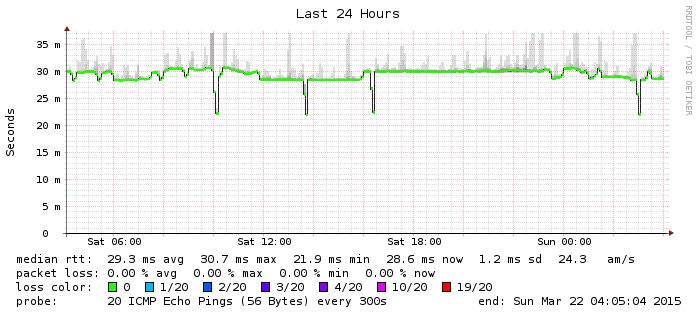 Last 24 Hours
RRDTOOL / TOBI OETIKER
Seconds
35 m
30 m
25 m
20 m
15 m
10 m
5 m
0
Sat 06:00 Sat 12:00 Sat 18:00 Sun 00:00
median rtt: 29.3 ms avg 30.7 ms max 21.9 ms min 28.6 ms now 1.2 ms sd 24.3 am/s
packet loss: 0.00 % avg 0.00 % max 0.00 % min 0.00 % now
loss color: 0 1/20 2/20 3/20 4/20 10/20 19/20
probe: 20 ICMP Echo Pings (56 Bytes) every 300s end: Sun Mar 22 04:05:04 2015